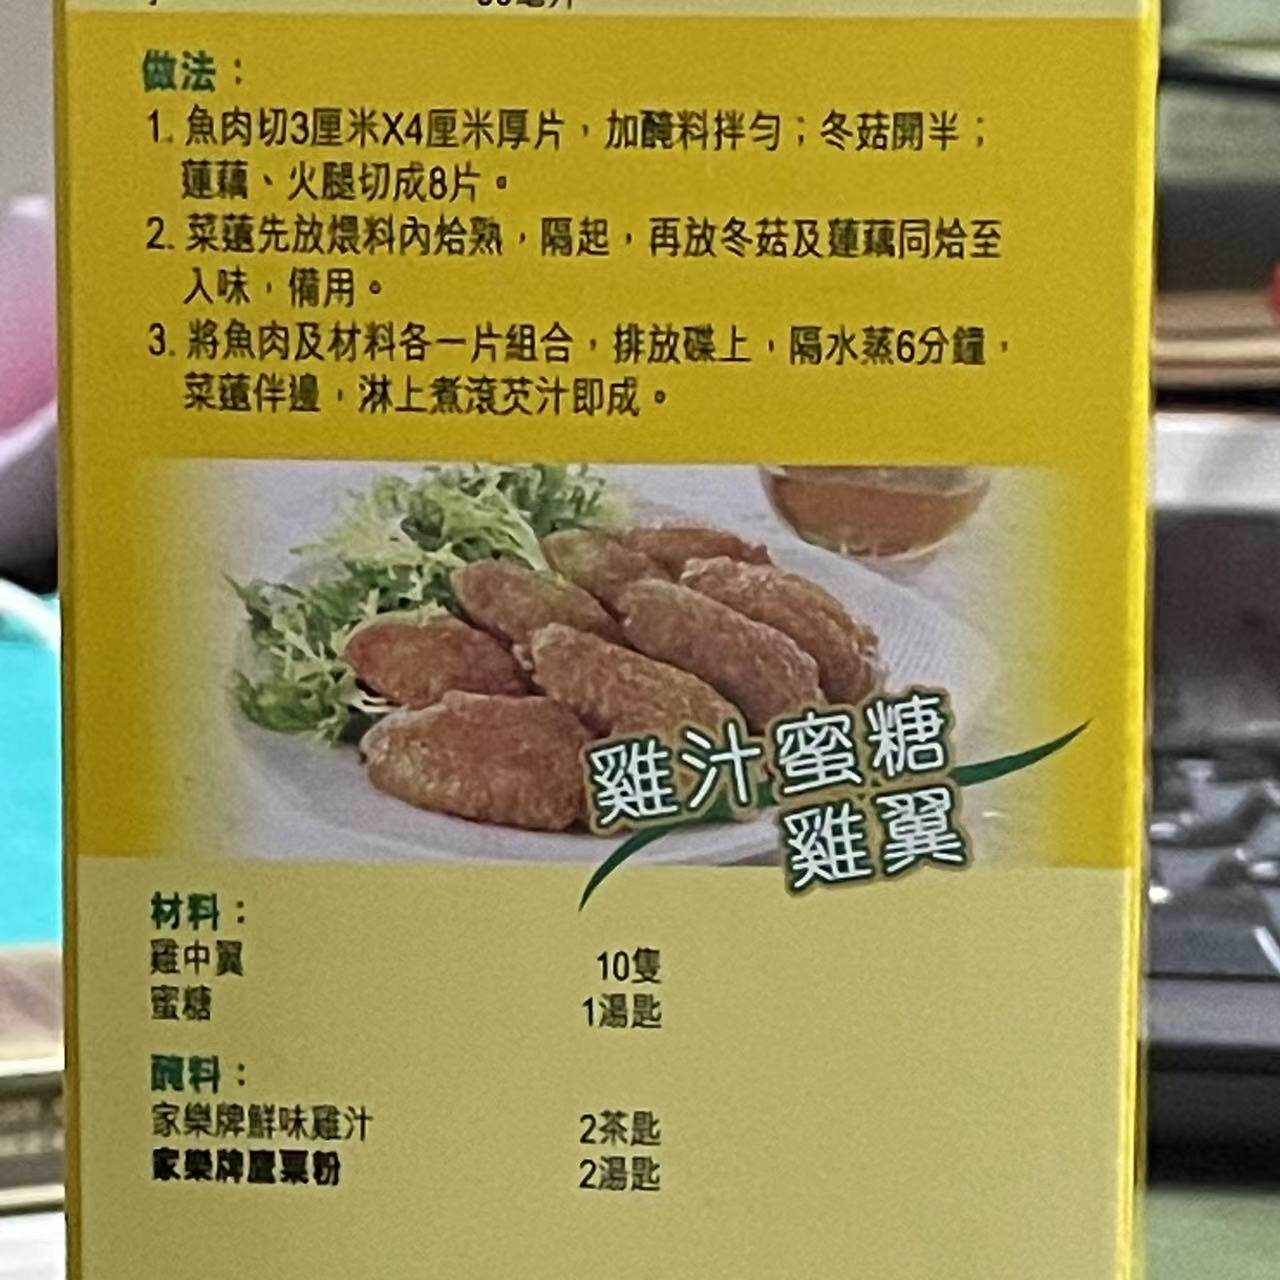 做法：
1. 魚肉切3厘米X4厘米厚片，加醃料拌勻；冬菇開半；
蓮藕、火腿切成8片。
2. 菜薳先放煨料內烚熟，隔起，再放冬菇及蓮藕同烚至
入味，備用。
3. 將魚肉及材料各一片組合，排放碟上，隔水蒸6分鐘，
菜薳伴邊，淋上煮滾芡汁即成。
雞汁蜜糖
雞翼
材料：
雞中翼 10隻
蜜糖 1湯匙
醃料：
家樂牌鮮味雞汁 2茶匙
家樂牌鷹粟粉 2湯匙